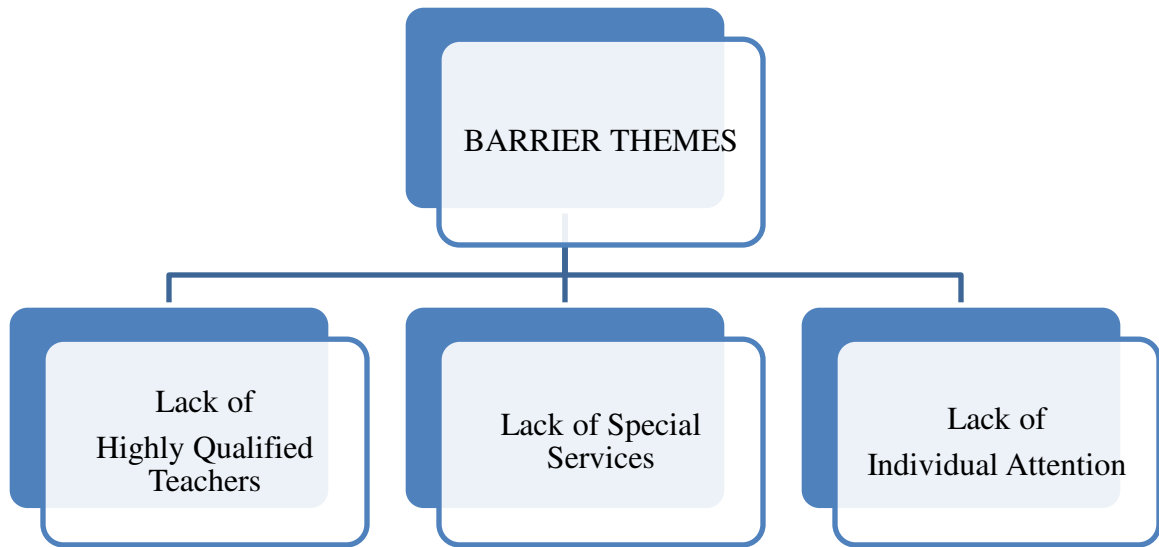 BARRIER THEMES
Lack of
Highly Qualified
Teachers
Lack of Special
Services
Lack of
Individual Attention